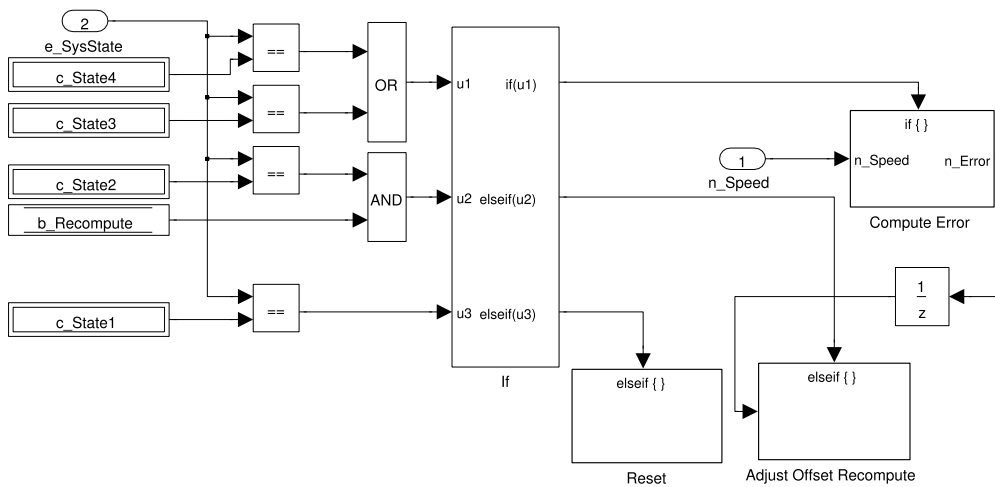 2
e_SysState
c_State4
==
c_State3
==
OR
c_State2
==
b_Recompute
AND
c_State1
==
u1 if(u1)
u2 elseif(u2)
u3 elseif(u3)
If
if { }
n_Speed n_Error
Compute Error
1
n_Speed
1
z
elseif { }
Reset
elseif { }
Adjust Offset Recompute